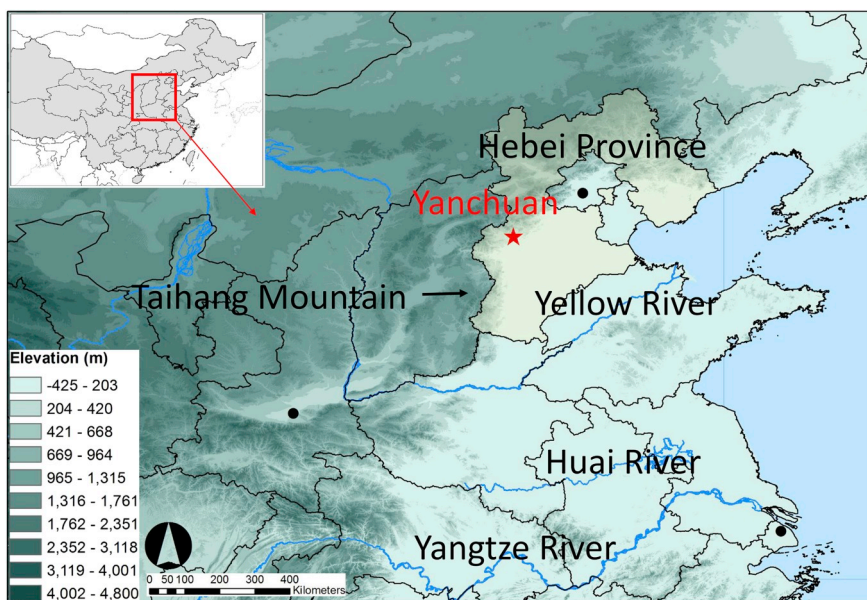 Hebei Province
Yanchuan
Taihang Mountain
Yellow River
Elevation (m)
-425 - 203
204 - 420
421 - 668
669 - 964
965 - 1,315
1,316 - 1,761
1,762 - 2,351
2,352 - 3,118
3,119 - 4,001
4,002 - 4,800
Huai River
Yangtze River
0 50 100 200 300 400
Kilometers